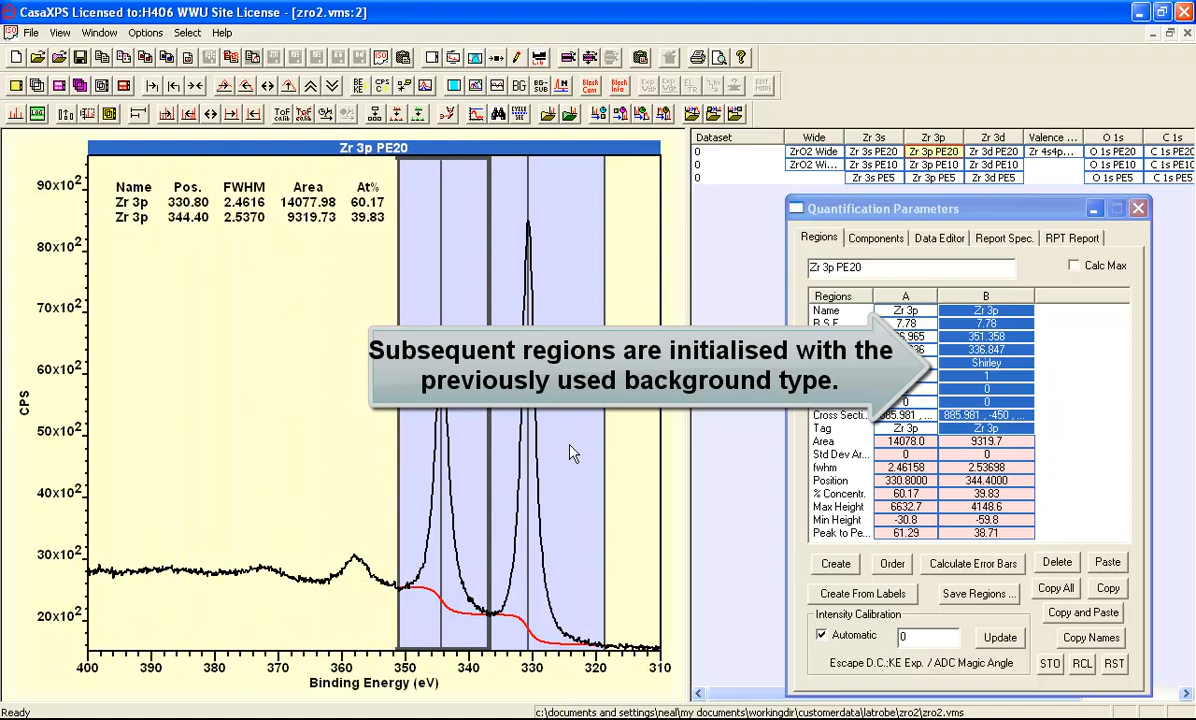 CasaXPS Licensed to:H406 WWU Site License - [zro2.vms:2]
File View Window Options Select Help
Zr 3p PE20
Name Pos. FWHM Area At%
Zr 3p 330.80 2.4616 14077.98 60.17
Zr 3p 344.40 2.5370 9319.73 39.83
90x10²
80x10²
70x10²
60x10²
50x10²
40x10²
30x10²
20x10²
CPS
400 390 380 370 360 350 340 330 320 310
Binding Energy (eV)
Dataset Wide Zr 3s Zr 3p Zr 3d Valence ... O 1s C 1s
0 ZrO2 Wide Zr 3s PE20 Zr 3p PE20 Zr 3d PE20 Zr 4s4p... O 1s PE20 C 1s PE20
0 ZrO2 Wi... Zr 3s PE10 Zr 3p PE10 Zr 3d PE10 O 1s PE10 C 1s PE10
0 Zr 3s PE5 Zr 3p PE5 Zr 3d PE5 O 1s PE5 C 1s PE5
Quantification Parameters
Regions Components Data Editor Report Spec. RPT Report
Zr 3p PE20
Calc Max
Regions A B
Name Zr 3p Zr 3p
R.S.F. 7.78 7.78
351.358
336.847
Shirley
1
0
0 0
Cross Secti... 885.981 , -450 , ...
Tag Zr 3p Zr 3p
Area 14078.0 9319.7
Std Dev Ar... 0 0
fwhm 2.46158 2.53698
Position 330.8000 344.4000
% Concentr. 60.17 39.83
Max Height 6632.7 4148.6
Min Height -30.8 -59.8
Peak to Pe... 61.29 38.71
Subsequent regions are initialised with the
previously used background type.
Create Order Calculate Error Bars Delete Paste
Create From Labels Save Regions ... Copy All Copy
Intensity Calibration Copy and Paste
Automatic 0 Update Copy Names
Escape D.C.:KE Exp. / ADC Magic Angle STO RCL RST
Ready c:\documents and settings\neal\my documents\workingdir\customerdata\latrobe\zro2\zro2.vms